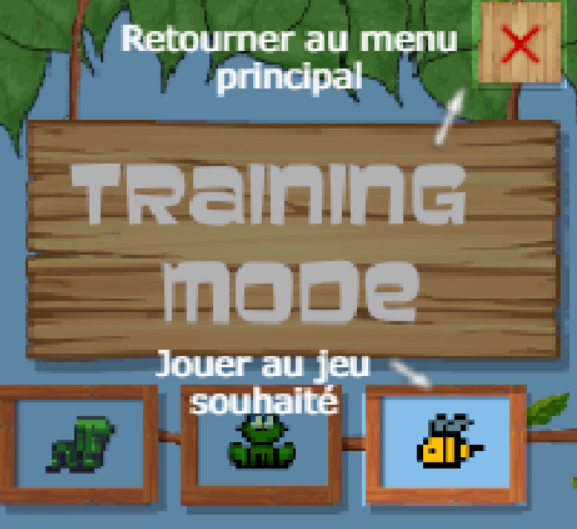 Retourner au menu
principal
TRaINING
MODe
Jouer au jeu
souhaité